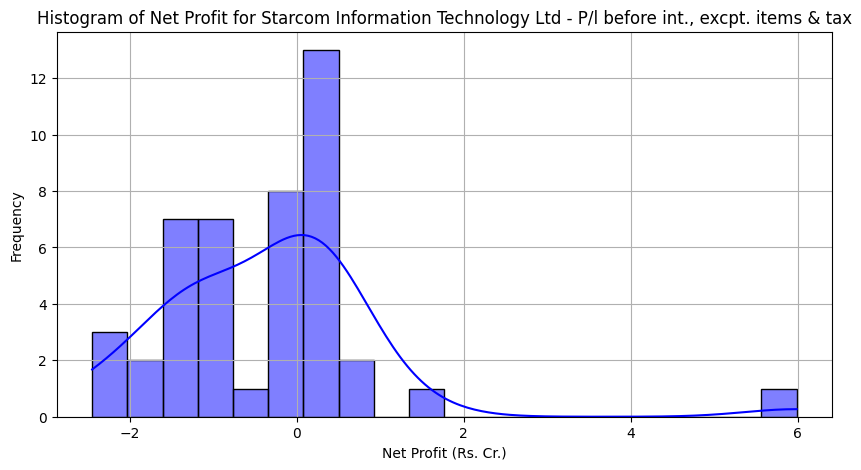 Histogram of Net Profit for Starcom Information Technology Ltd - P/l before int., excpt. items & tax
12
10
8
6
4
2
0
Frequency
−2 0 2 4 6
Net Profit (Rs. Cr.)